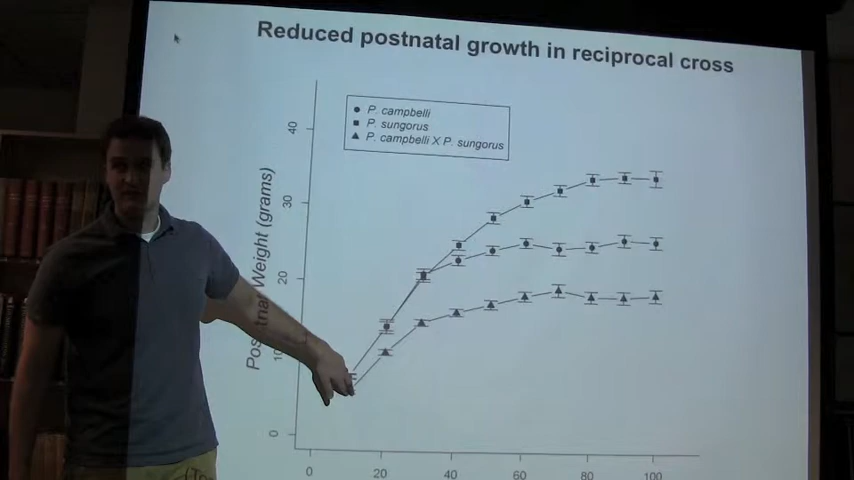 Reduced postnatal growth in reciprocal cross
P. campbelli
P. sungorus
P. campbelli X P. sungorus
40
30
20
10
0
Weight (grams)
0
20
40
60
80
100